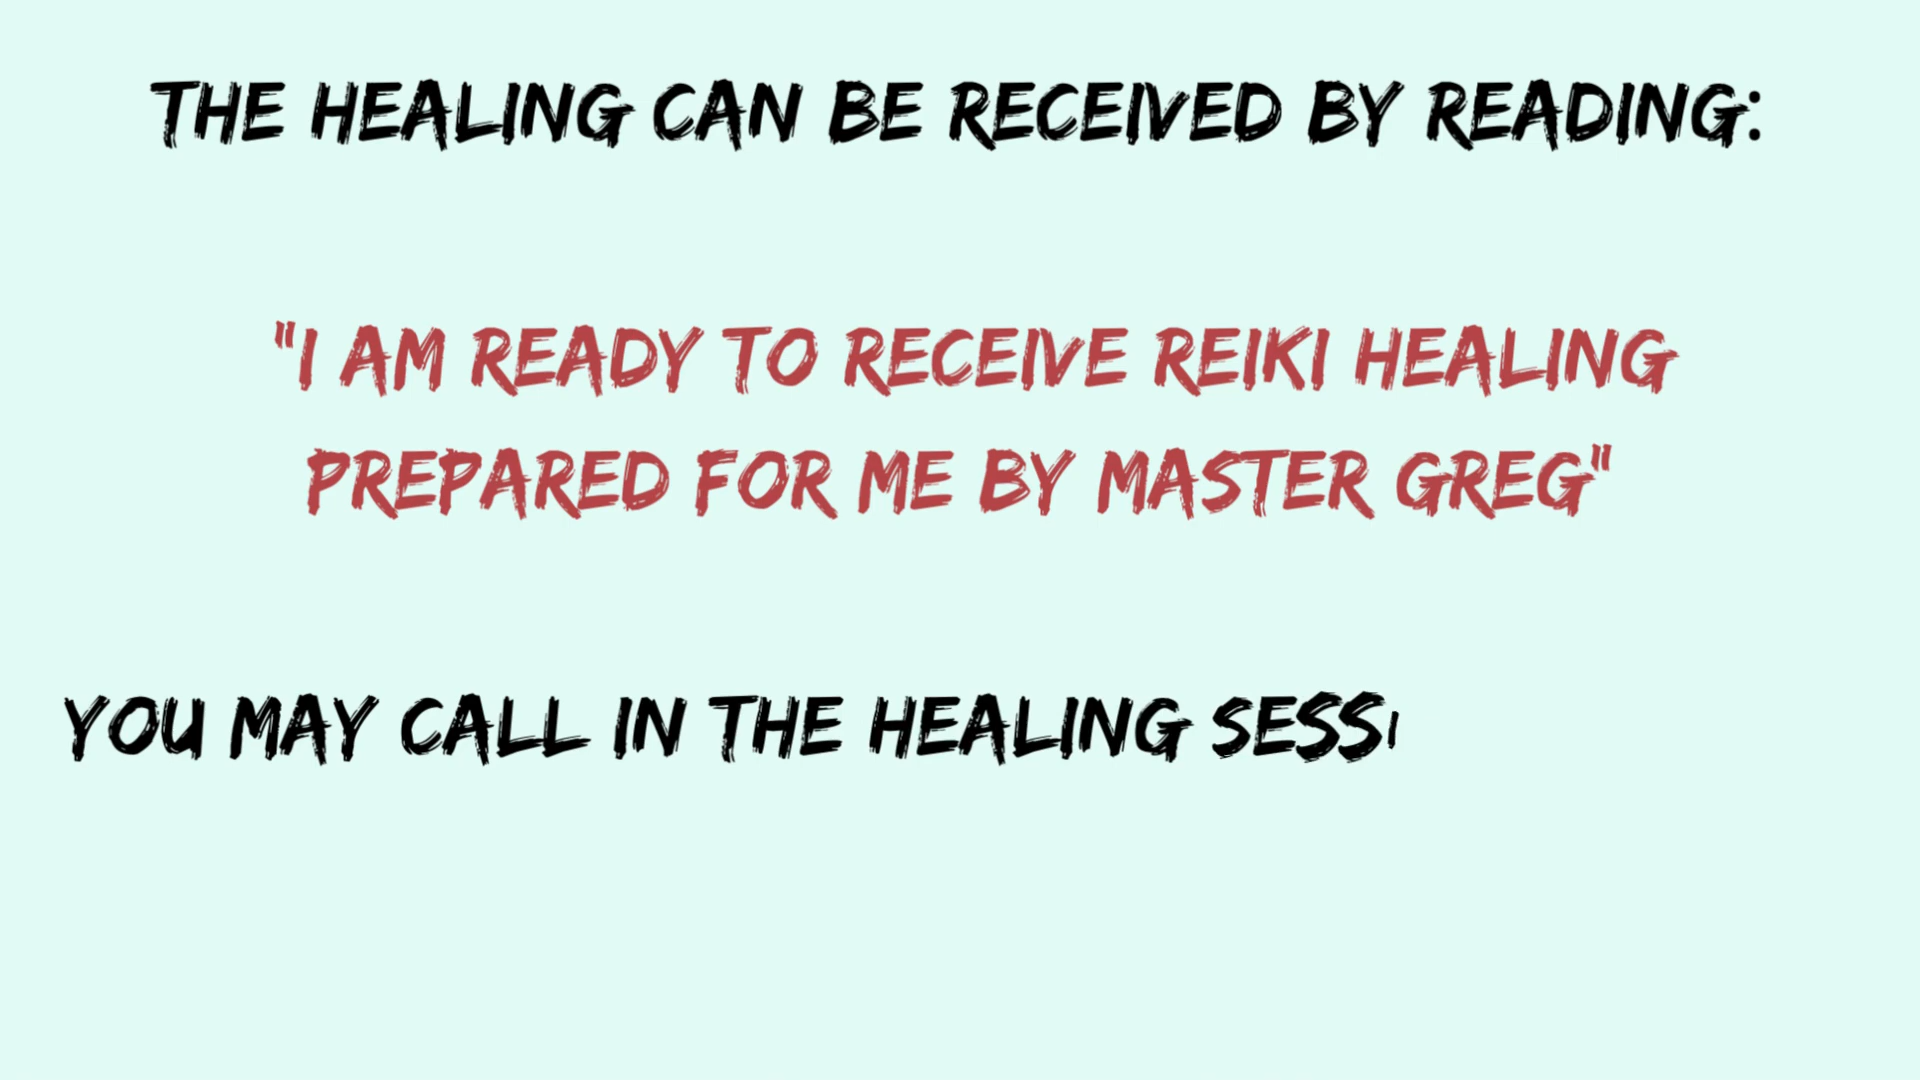 THE HEALING CAN BE RECEIVED BY READING:
"I AM READY TO RECEIVE REIKI HEALING
PREPARED FOR ME BY MASTER GREG"
YOU MAY CALL IN THE HEALING SESSI